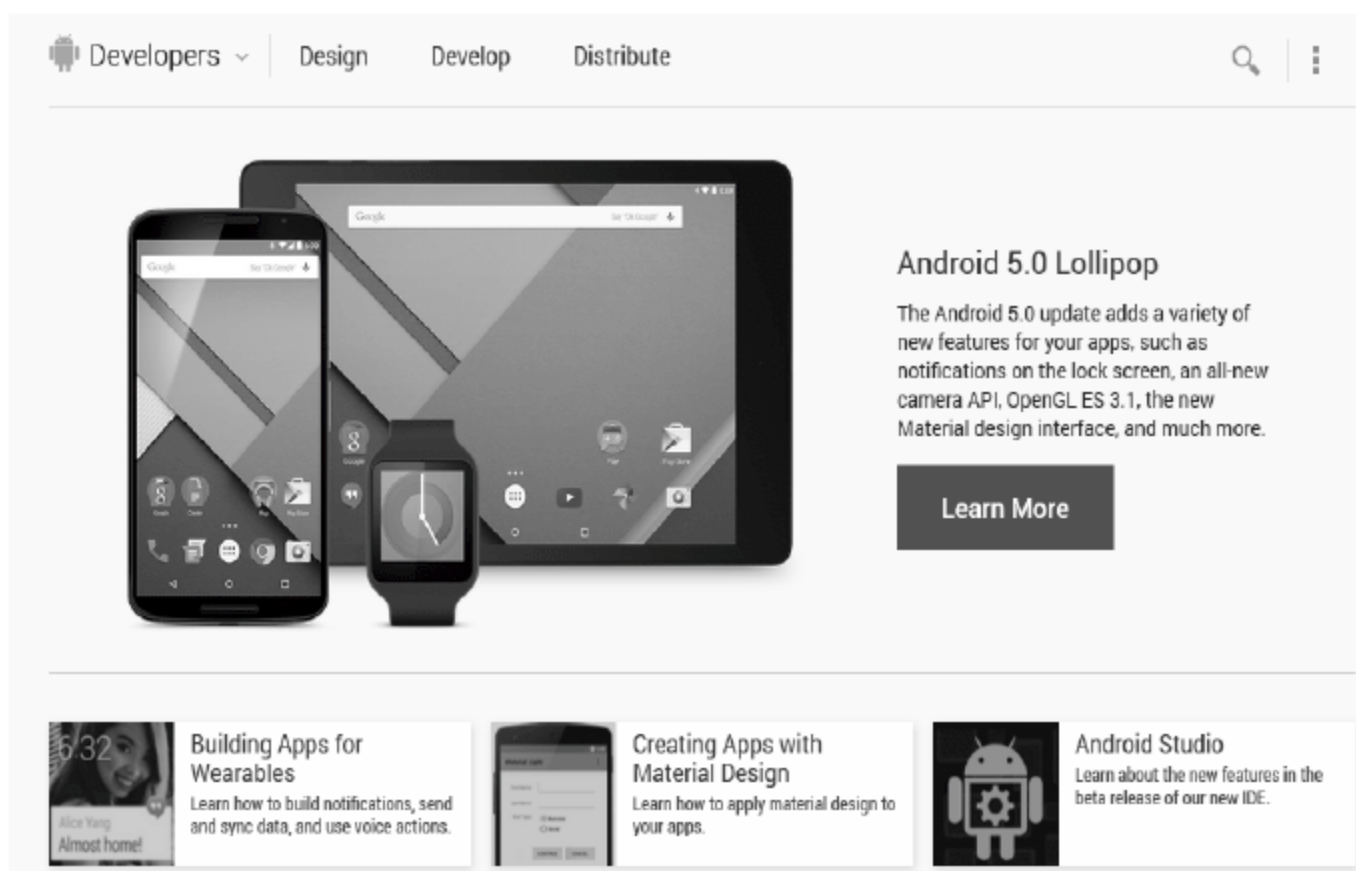 Developers Design Develop Distribute
Google
Google
Android 5.0 Lollipop
The Android 5.0 update adds a variety of
new features for your apps, such as
notifications on the lock screen, an all-new
camera API, OpenGL ES 3.1, the new
Material design interface, and much more.
Learn More
6:32
Alice Yang
Almost home!
Building Apps for
Wearables
Learn how to build notifications, send
and sync data, and use voice actions.
Creating Apps with
Material Design
Learn how to apply material design to
your apps.
Android Studio
Learn about the new features in the
beta release of our new IDE.